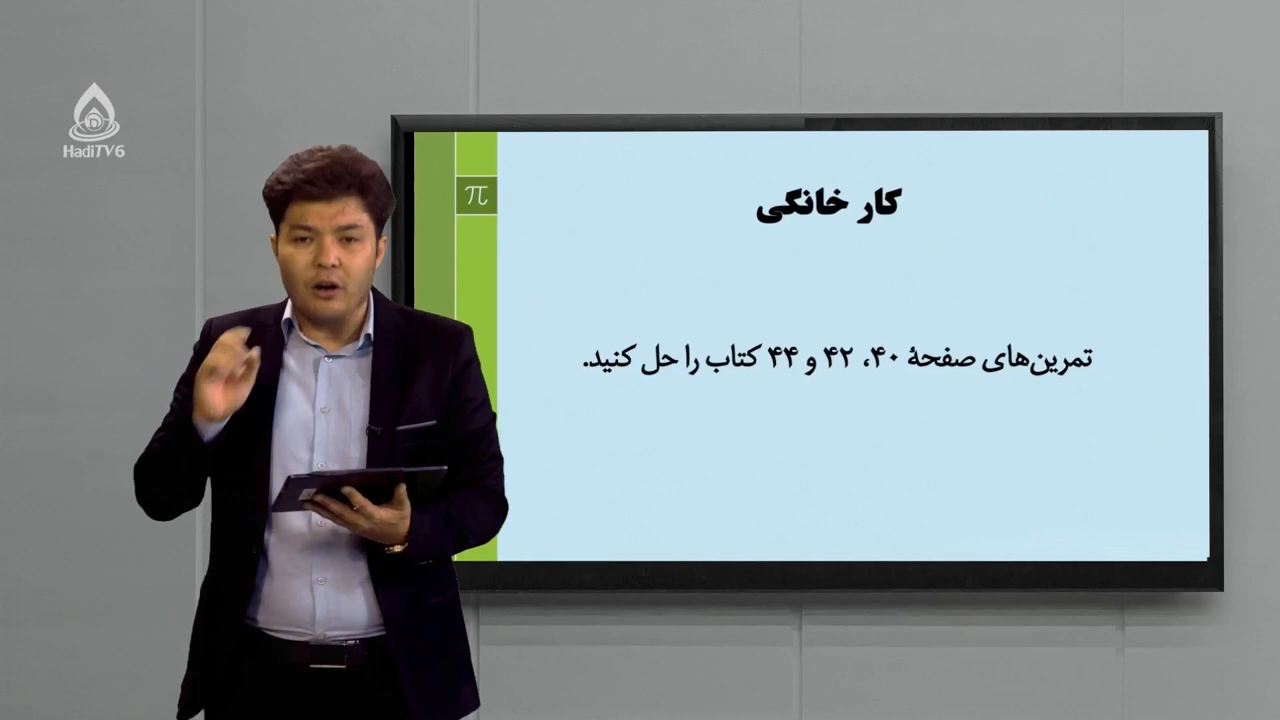 HadiTV6
π
کار خانگی
تمرین‌های صفحهٔ ۴۰، ۴۲ و ۴۴ کتاب را حل کنید.